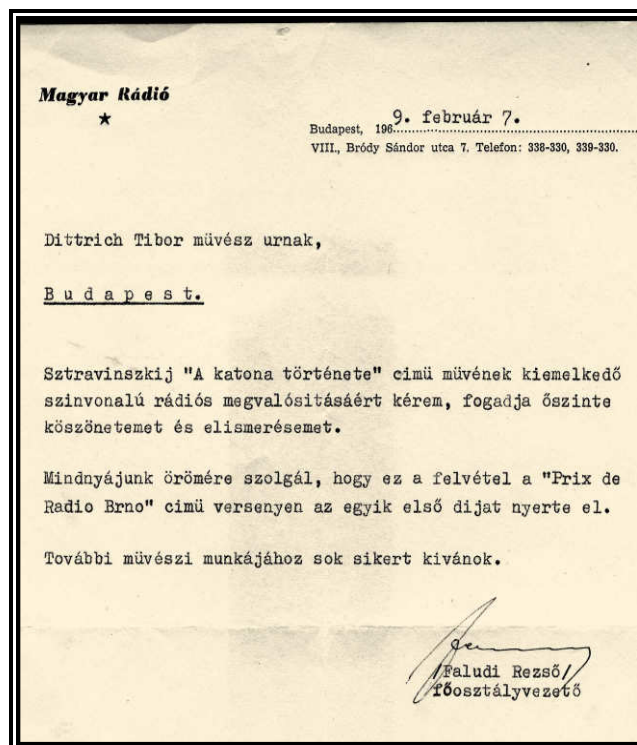 Magyar Rádió
Budapest, 1969. február 7.
VIII., Bródy Sándor utca 7. Telefon: 338-330, 339-330.
Dittrich Tibor müvész urnak,
Budapest.
Sztravinszkij "A katona története" cimü müvének kiemelkedő
szinvonalú rádiós megvalósitásáért kérem, fogadja őszinte
köszönetemet és elismerésemet.
Mindnyájunk örömére szolgál, hogy ez a felvétel a "Prix de
Radio Brno" cimü versenyen az egyik első dijat nyerte el.
További müvészi munkájához sok sikert kivánok.
/Faludi Rezső/
főosztályvezető